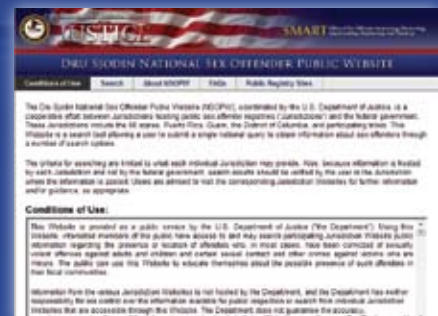 JUSTICE
SMART
DRU SJODIN NATIONAL SEX OFFENDER PUBLIC WEBSITE
Conditions of Use Search About NSOPW FAQs Public Registry Sites
The Dru Sjodin National Sex Offender Public Website (NSOPW), coordinated by the U.S. Department of Justice, is a
cooperative effort between Jurisdictions hosting public sex offender registries ("Jurisdictions") and the federal government.
These Jurisdictions include the 50 states, Puerto Rico, Guam, the District of Columbia, and participating tribes. This
Website is a search tool allowing a user to submit a single national query to obtain information about sex offenders through
a number of search options.
The criteria for searching are limited to what each individual Jurisdiction may provide. Also, because information is hosted
by each Jurisdiction and not by the federal government, search results should be verified by the user in the Jurisdiction
where the information is posted. Users are advised to visit the corresponding Jurisdiction Websites for further information
and/or guidance, as appropriate.
Conditions of Use:
This Website is provided as a public service by the U.S. Department of Justice ("the Department"). Using this
Website, interested members of the public have access to and may search participating Jurisdiction Website public
information regarding the presence or location of offenders who, in most cases, have been convicted of sexually
violent offenses against adults and children and certain sexual contact and other crimes against victims who are
minors. The public can use this Website to educate themselves about the possible presence of such offenders in
their local communities.
Information from the various Jurisdiction Websites is not hosted by the Department, and the Department has neither
responsibility for nor control over the information available for public inspection or search from individual Jurisdiction
Websites that are accessible through this Website. The Department does not guarantee the accuracy,